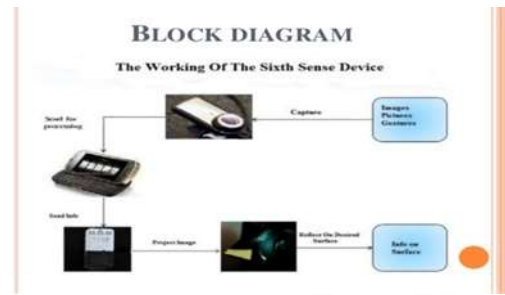 BLOCK DIAGRAM
The Working Of The Sixth Sense Device
Send for
processing
Capture
Images
Pictures
Gestures
Send Info
Project Image
Reflect On Desired
Surface
Info on
Surface